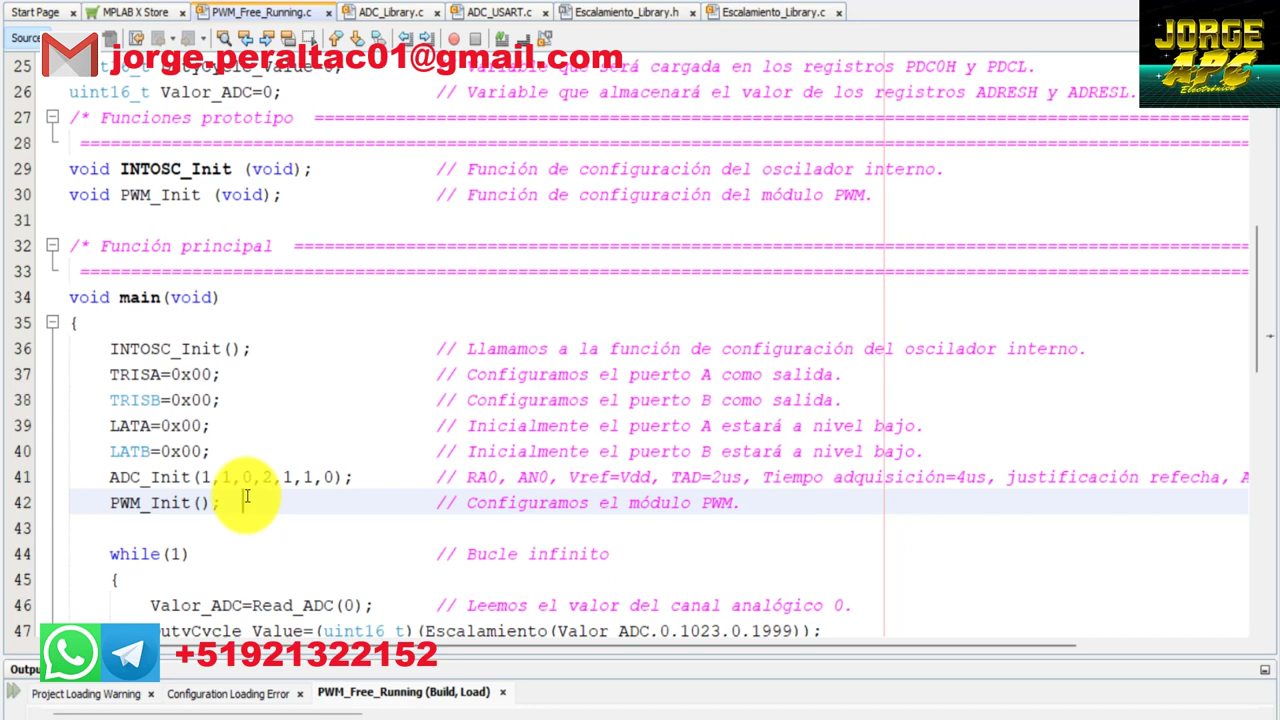 Start Page MPLAB X Store PWM_Free_Running.c ADC_Library.c ADC_USART.c Escalamiento_Library.h Escalamiento_Library.c
Source
jorge.peraltac01@gmail.com
JORGE
APC
Electrónica
25 // Variable que será cargada en los registros PDC0H y PDCL.
26 uint16_t Valor_ADC=0; // Variable que almacenará el valor de los registros ADRESH y ADRESL.
27 /* Funciones prototipo ==========================================
28 ==========================================
29 void INTOSC_Init (void); // Función de configuración del oscilador interno.
30 void PWM_Init (void); // Función de configuración del módulo PWM.
31
32 /* Función principal ==========================================
33 ==========================================
34 void main(void)
35 {
36 INTOSC_Init(); // Llamamos a la función de configuración del oscilador interno.
37 TRISA=0x00; // Configuramos el puerto A como salida.
38 TRISB=0x00; // Configuramos el puerto B como salida.
39 LATA=0x00; // Inicialmente el puerto A estará a nivel bajo.
40 LATB=0x00; // Inicialmente el puerto B estará a nivel bajo.
41 ADC_Init(1,1,0,2,1,1,0); // RA0, AN0, Vref=Vdd, TAD=2us, Tiempo adquisición=4us, justificación refecha, A
42 PWM_Init(); // Configuramos el módulo PWM.
43
44 while(1) // Bucle infinito
45 {
46 Valor_ADC=Read_ADC(0); // Leemos el valor del canal analógico 0.
47 DutyCycle_Value=(uint16_t)(Escalamiento(Valor_ADC,0,1023,0,1999));
+51921322152
Outpu
Project Loading Warning Configuration Loading Error PWM_Free_Running (Build, Load)